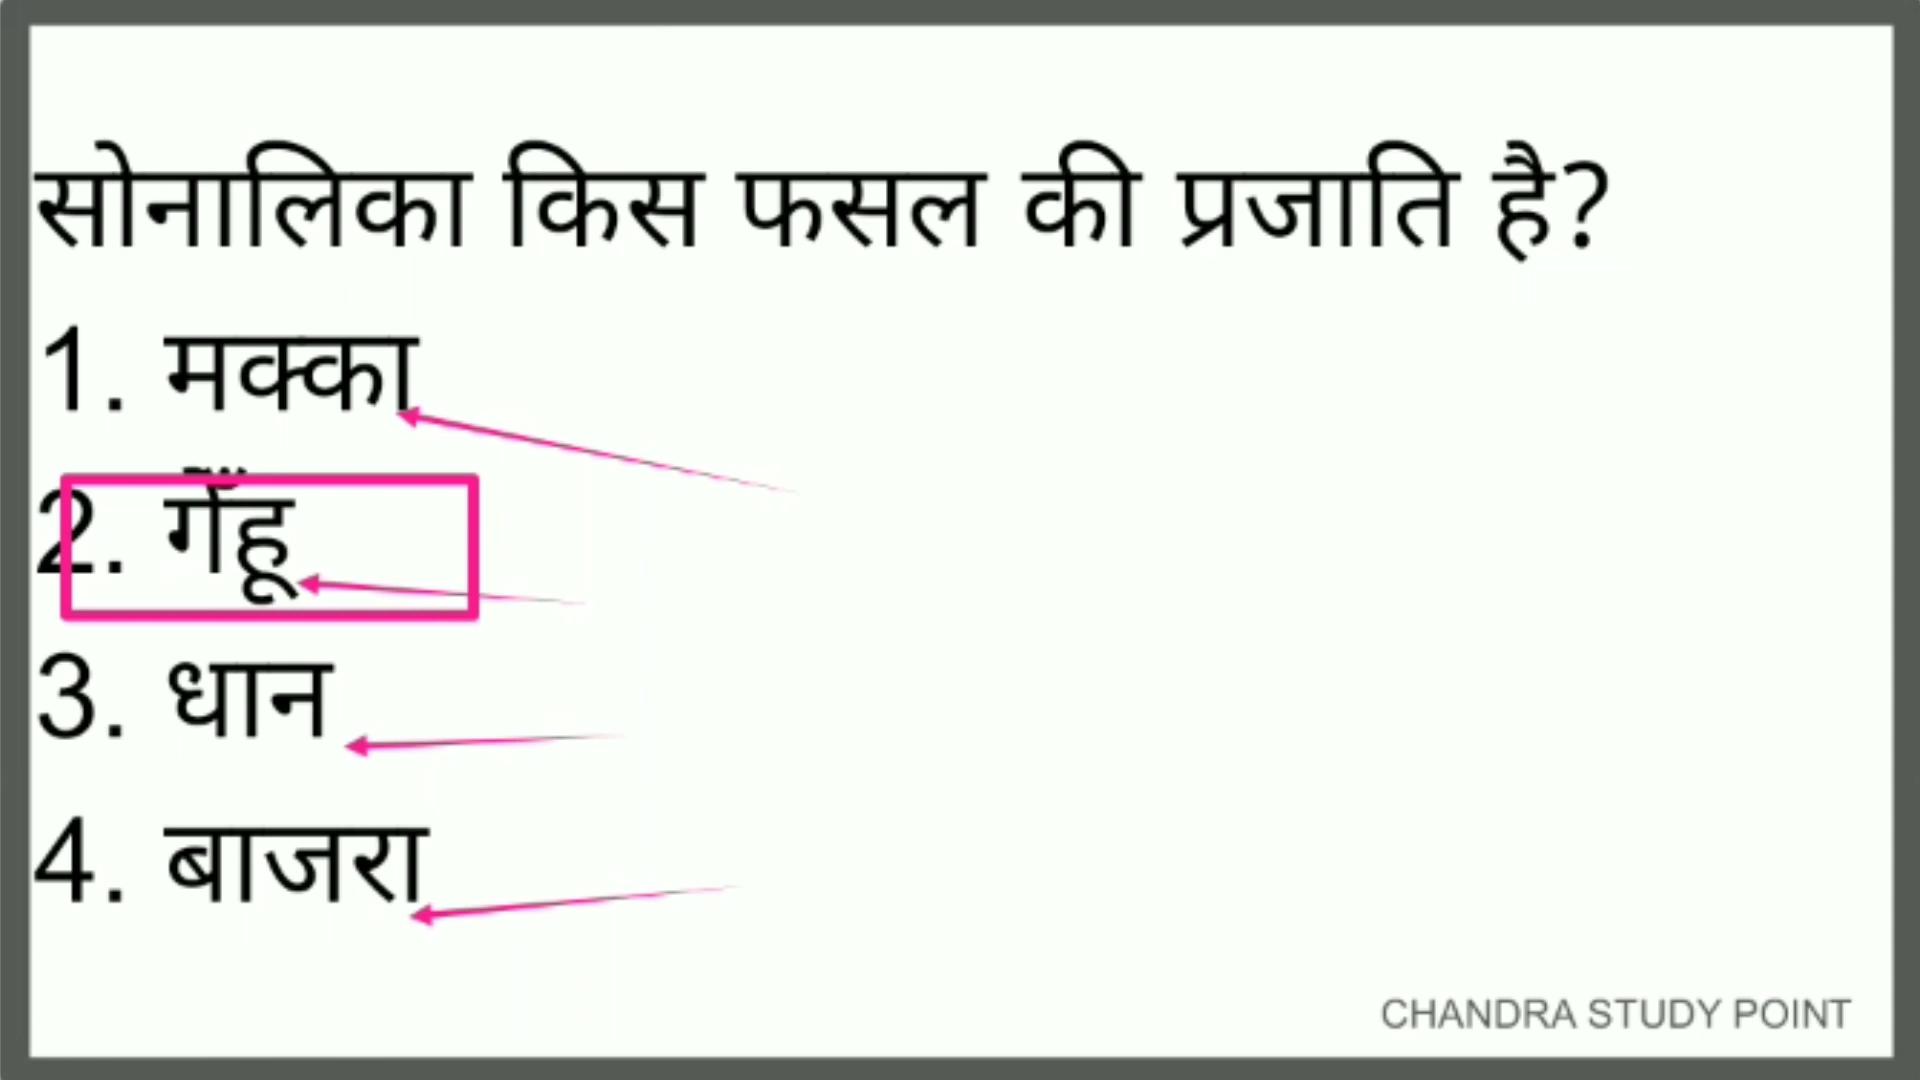 सोनालिका किस फसल की प्रजाति है?
1. मक्का
2. गेँहू
3. धान
4. बाजरा
CHANDRA STUDY POINT